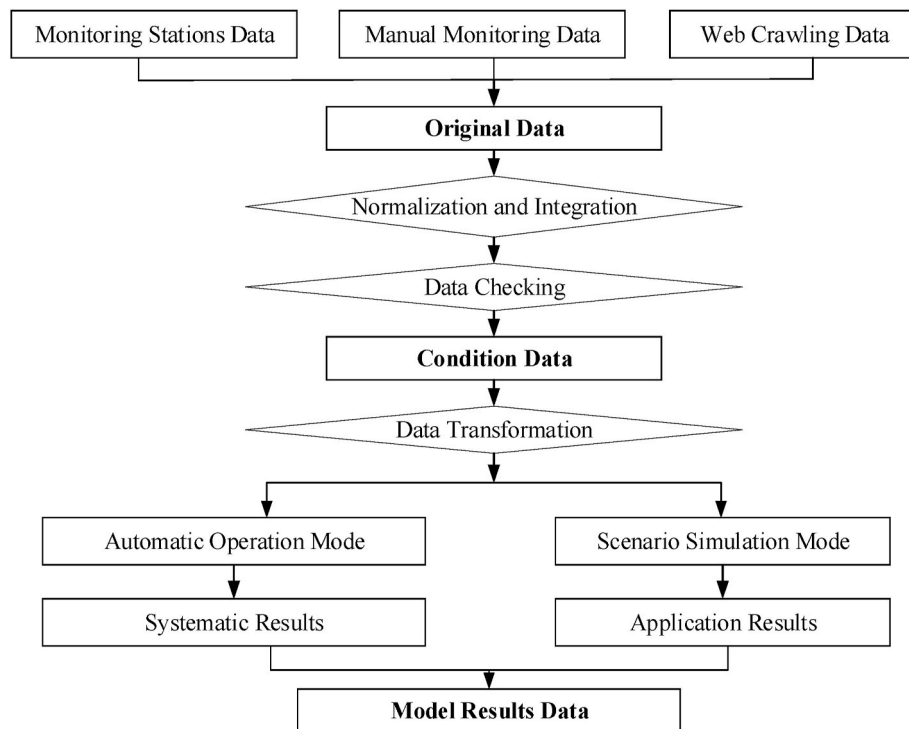 Monitoring Stations Data
Manual Monitoring Data
Web Crawling Data
Original Data
Normalization and Integration
Data Checking
Condition Data
Data Transformation
Automatic Operation Mode
Scenario Simulation Mode
Systematic Results
Application Results
Model Results Data